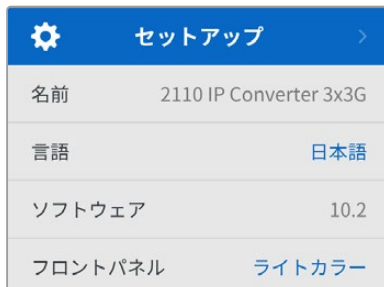 セットアップ
名前 2110 IP Converter 3x3G
言語 日本語
ソフトウェア 10.2
フロントパネル ライトカラー